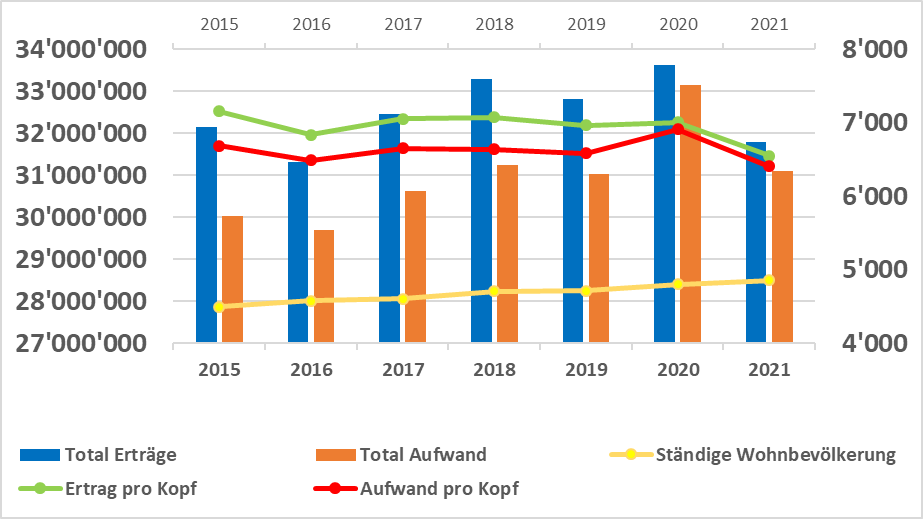 2015 2016 2017 2018 2019 2020 2021
34'000'000 8'000
33'000'000
32'000'000 7'000
31'000'000
30'000'000 6'000
29'000'000
28'000'000 5'000
27'000'000 4'000
2015 2016 2017 2018 2019 2020 2021
Total Erträge Total Aufwand Ständige Wohnbevölkerung
Ertrag pro Kopf Aufwand pro Kopf